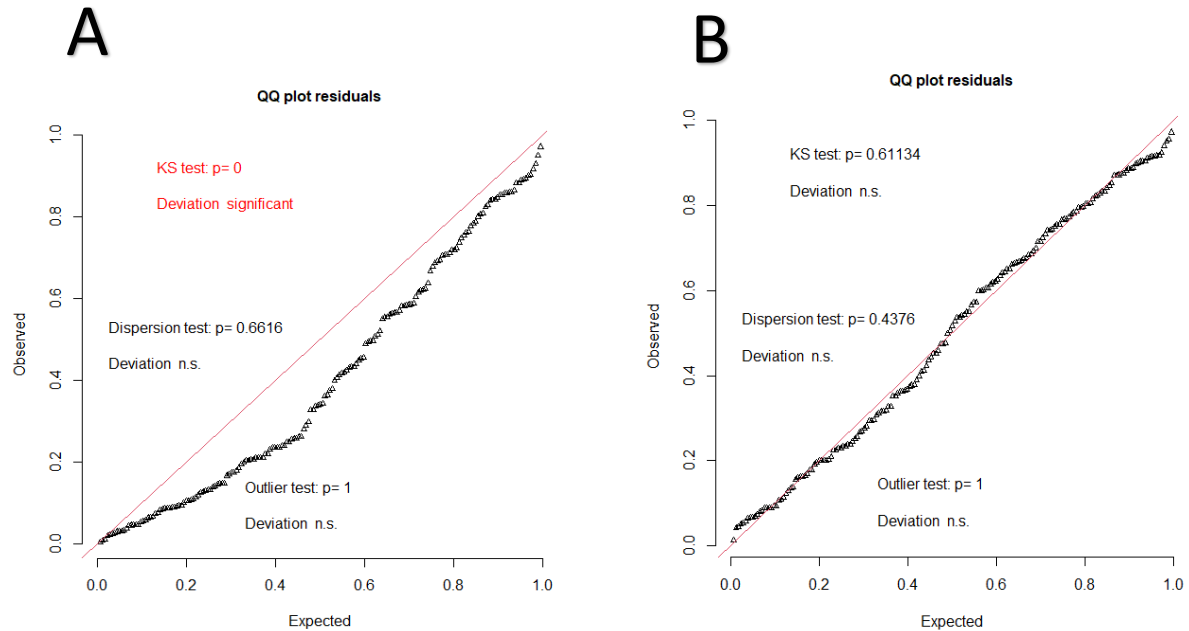 A
QQ plot residuals
KS test: p= 0
Deviation significant
Dispersion test: p= 0.6616
Deviation n.s.
Outlier test: p= 1
Deviation n.s.
Observed
1.0
0.8
0.6
0.4
0.2
0.0
0.0 0.2 0.4 0.6 0.8 1.0
Expected
B
QQ plot residuals
KS test: p= 0.61134
Deviation n.s.
Dispersion test: p= 0.4376
Deviation n.s.
Outlier test: p= 1
Deviation n.s.
Observed
1.0
0.8
0.6
0.4
0.2
0.0
0.0 0.2 0.4 0.6 0.8 1.0
Expected